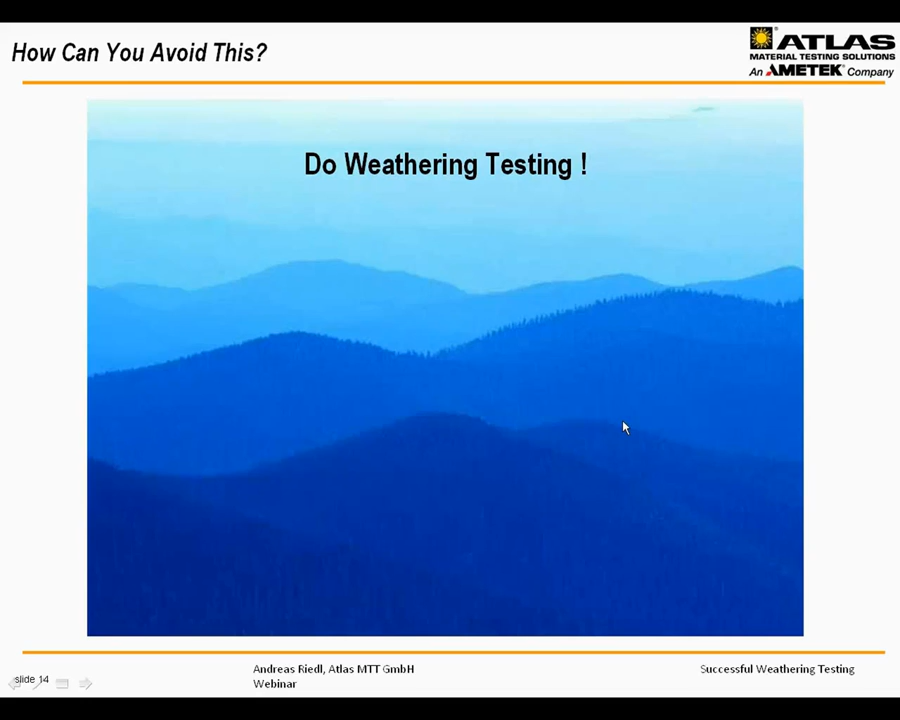 How Can You Avoid This?
ATLAS
MATERIAL TESTING SOLUTIONS
An AMETEK® Company
Do Weathering Testing !
slide 14
Andreas Riedl, Atlas MTT GmbH
Webinar
Successful Weathering Testing